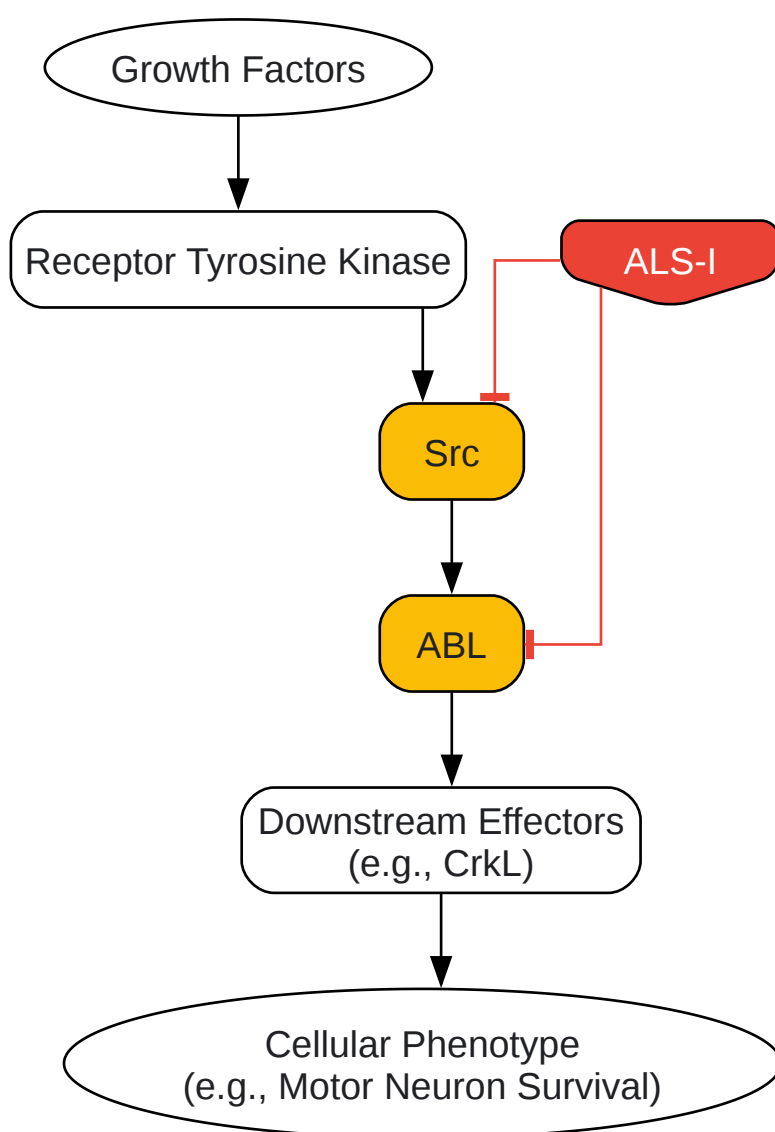 Growth Factors
Receptor Tyrosine Kinase
ALS-I
Src
ABL
Downstream Effectors
(e.g., CrkL)
Cellular Phenotype
(e.g., Motor Neuron Survival)